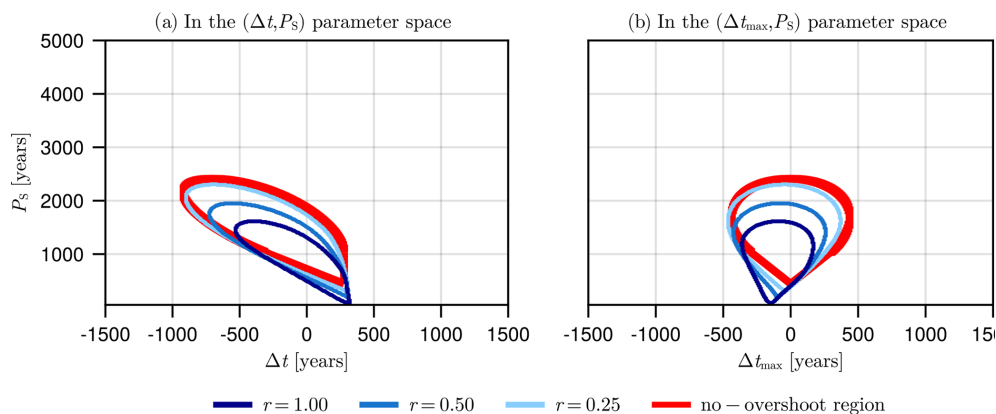 (a) In the (Δt,P_S) parameter space
(b) In the (Δt_max,P_S) parameter space
P_S [years]
5000
4000
3000
2000
1000
-1500 -1000 -500 0 500 1000 1500
-1500 -1000 -500 0 500 1000 1500
Δt [years]
Δt_max [years]
r = 1.00
r = 0.50
r = 0.25
no − overshoot region